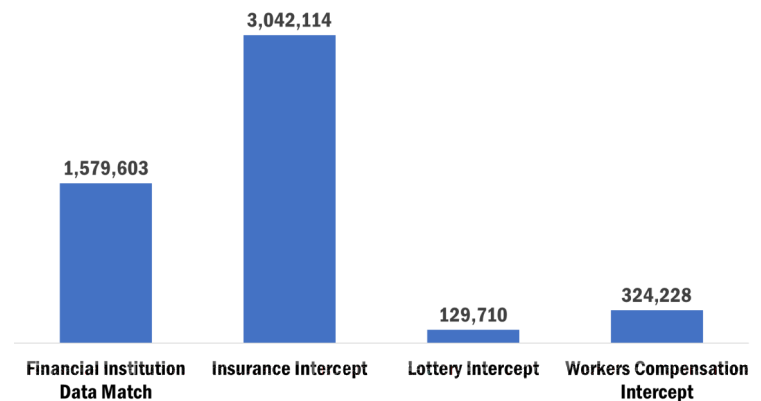 3,042,114
1,579,603
129,710
324,228
Financial Institution
Data Match
Insurance Intercept
Lottery Intercept
Workers Compensation
Intercept